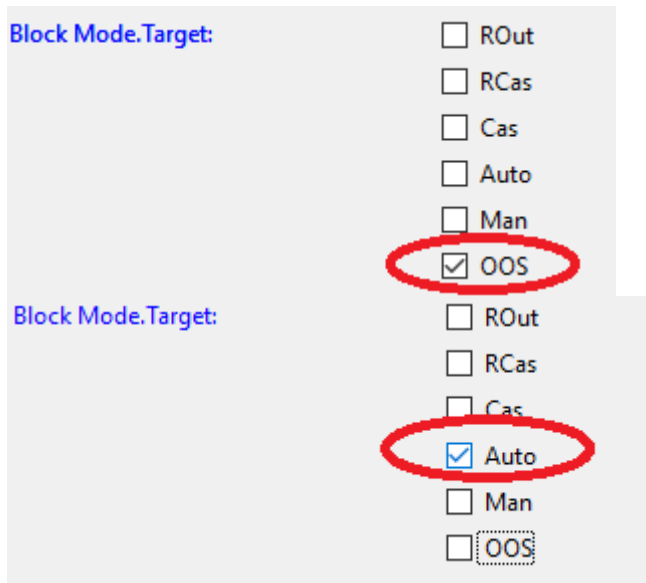 Block Mode.Target: ROut
RCas
Cas
Auto
Man
OOS
Block Mode.Target: ROut
RCas
Cas
Auto
Man
OOS